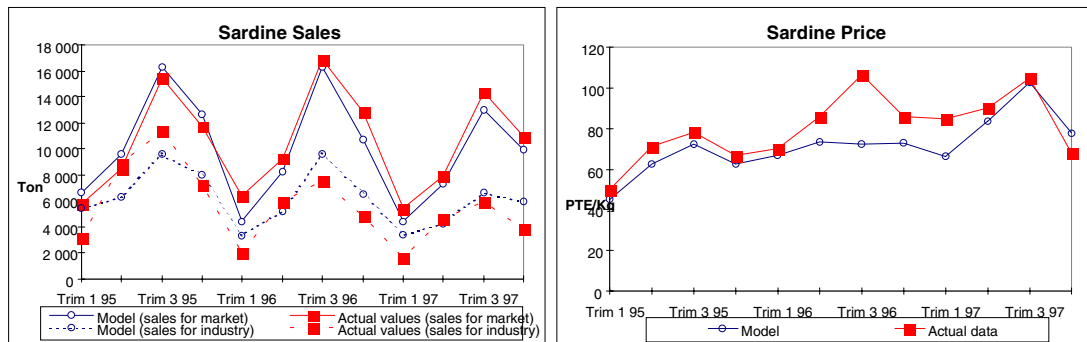 Sardine Sales
18 000
16 000
14 000
12 000
10 000
8 000
Ton
6 000
4 000
2 000
0
Trim 1 95 Trim 3 95 Trim 1 96 Trim 3 96 Trim 1 97 Trim 3 97
Model (sales for market) Actual values (sales for market)
Model (sales for industry) Actual values (sales for industry)
Sardine Price
120
100
80
60
PTE/Kg
40
20
0
Trim 1 95 Trim 3 95 Trim 1 96 Trim 3 96 Trim 1 97 Trim 3 97
Model Actual data